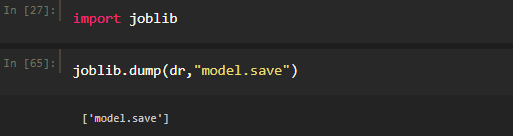 In [27]: import joblib
In [65]: joblib.dump(dr,"model.save")
['model.save']